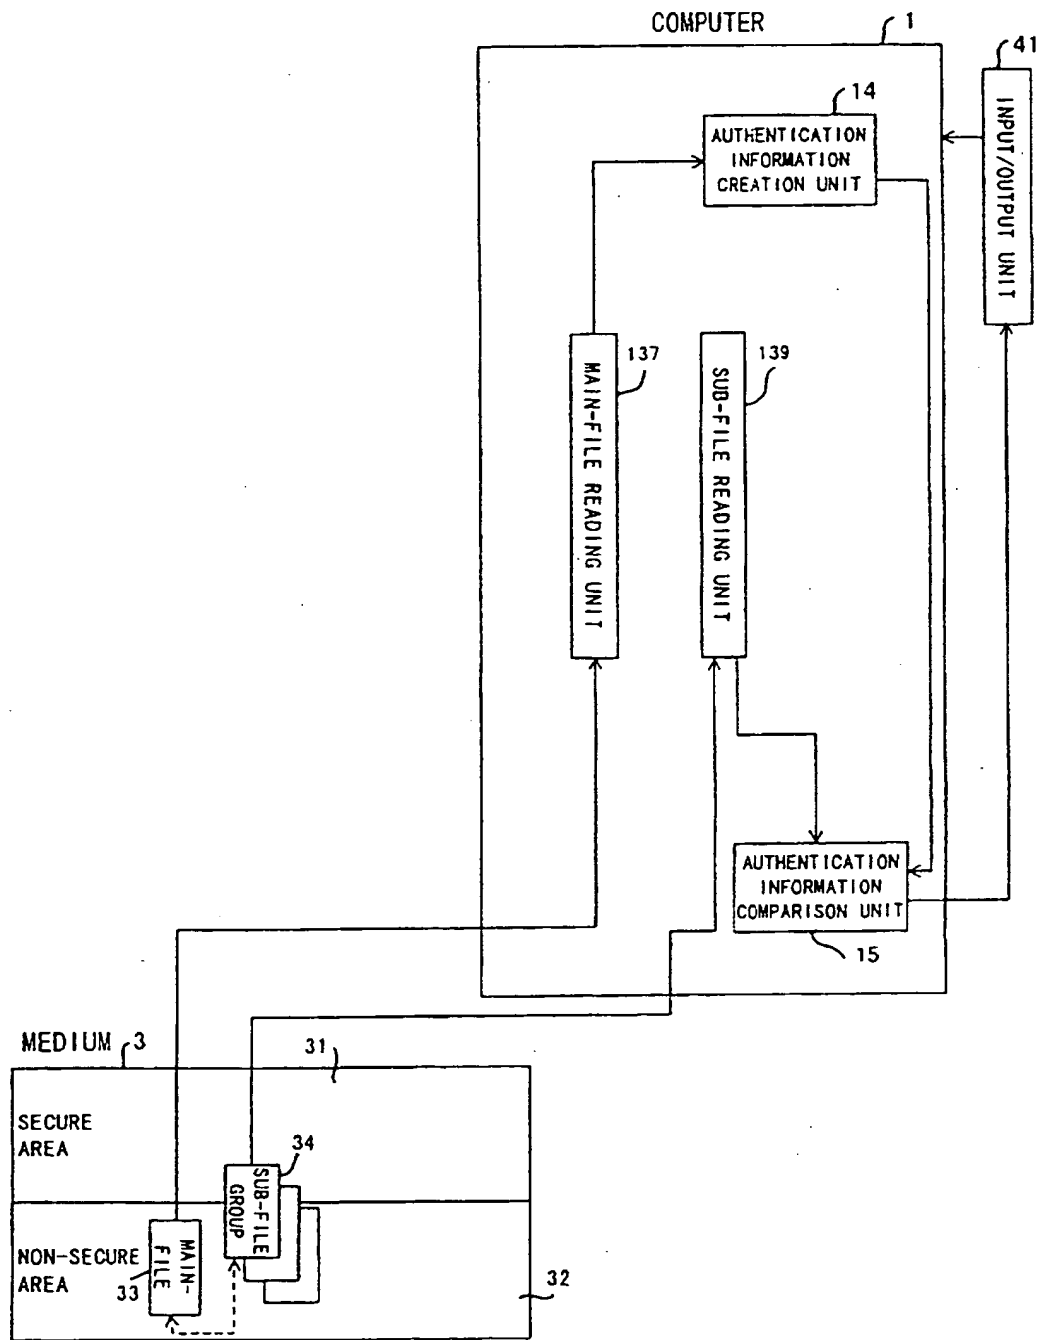 COMPUTER
1
41
14
AUTHENTICATION
INFORMATION
CREATION UNIT
INPUT/OUTPUT UNIT
137
MAIN-FILE READING UNIT
139
SUB-FILE READING UNIT
AUTHENTICATION
INFORMATION
COMPARISON UNIT
15
MEDIUM
3
31
SECURE
AREA
34
SUB-FILE
GROUP
NON-SECURE
AREA
MAIN-
FILE
33
32